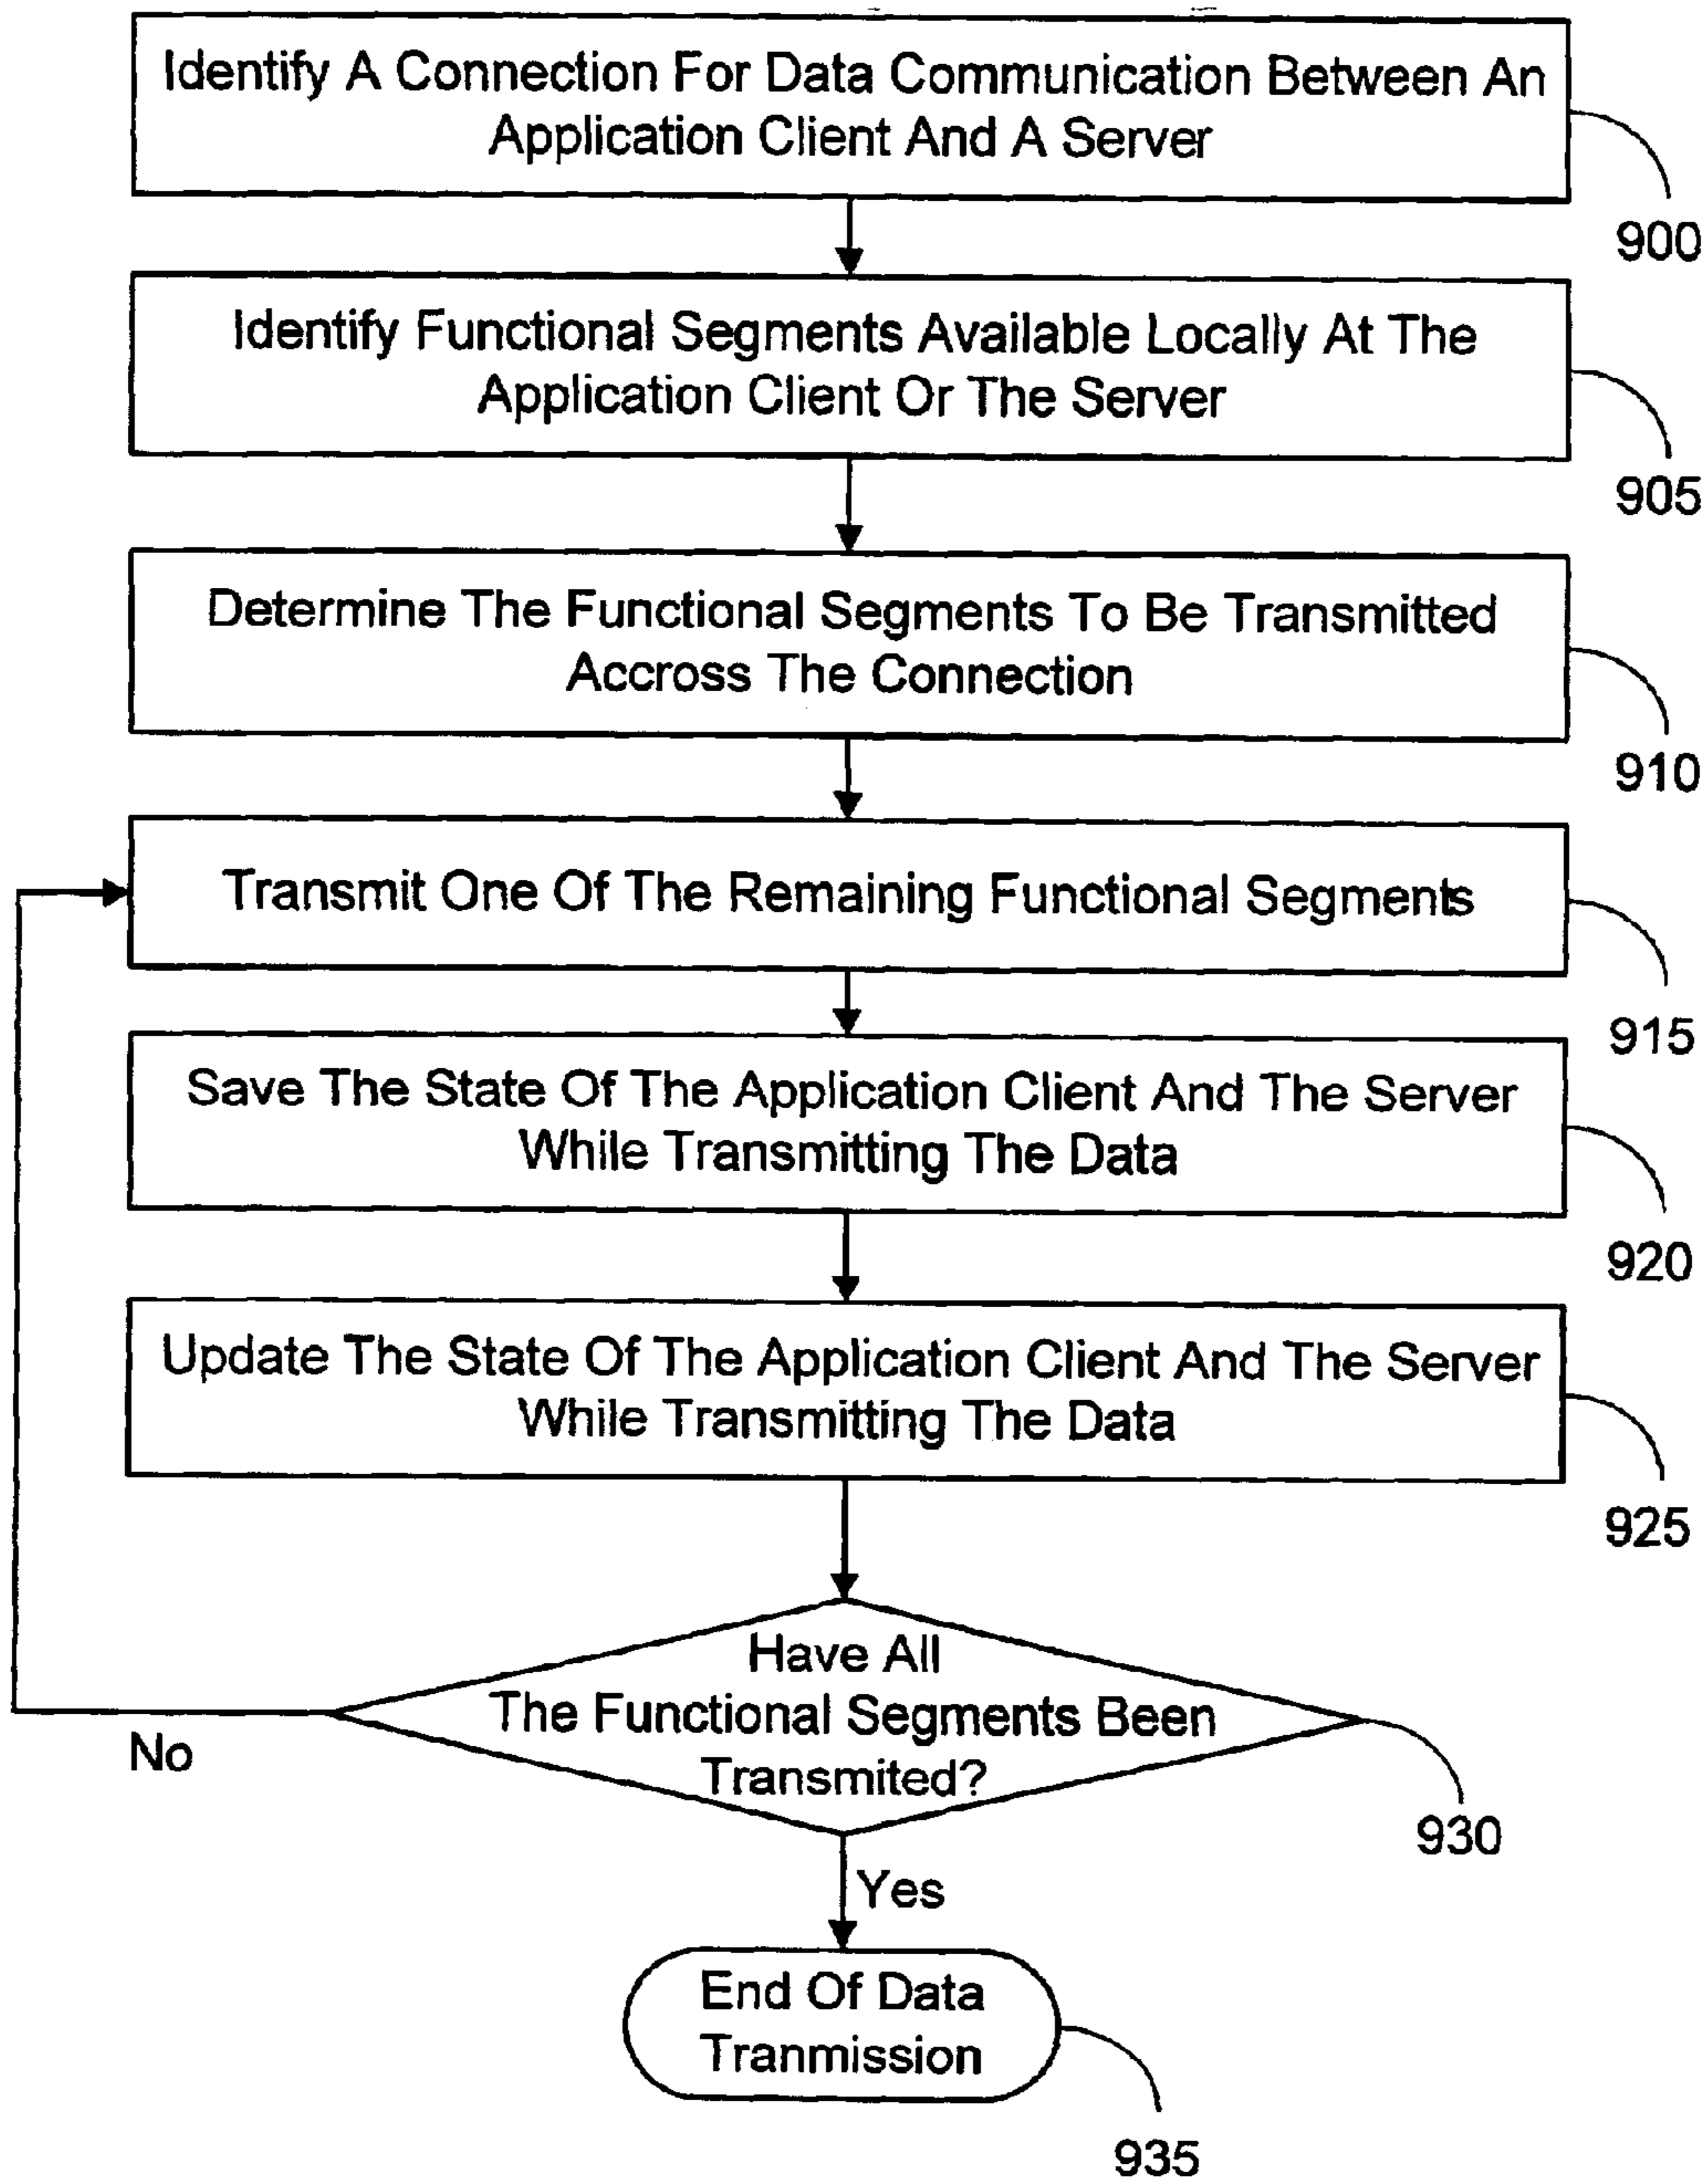 Identify A Connection For Data Communication Between An
Application Client And A Server
900
Identify Functional Segments Available Locally At The
Application Client Or The Server
905
Determine The Functional Segments To Be Transmitted
Accross The Connection
910
Transmit One Of The Remaining Functional Segments
915
Save The State Of The Application Client And The Server
While Transmitting The Data
920
Update The State Of The Application Client And The Server
While Transmitting The Data
925
Have All
The Functional Segments Been
Transmited?
No
930
Yes
End Of Data
Tranmission
935